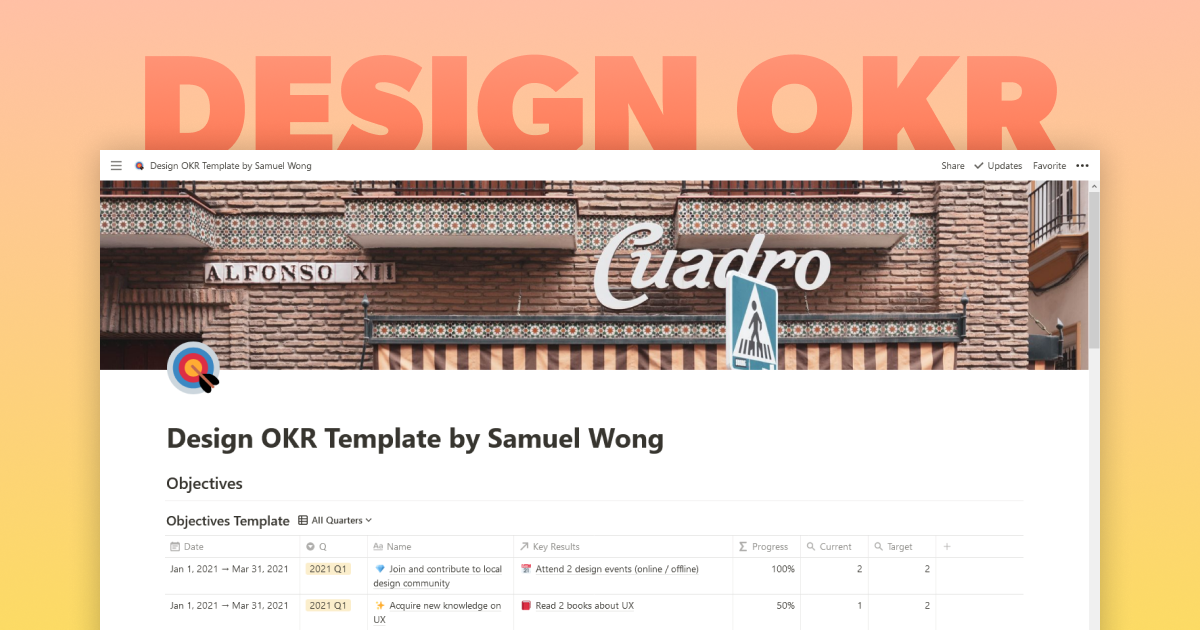 DESIGN OKR
Design OKR Template by Samuel Wong
Share Updates Favorite
ALFONSO XII
Cuadro
Design OKR Template by Samuel Wong
Objectives
Objectives Template All Quarters
Date Q Name Key Results Progress Current Target
Jan 1, 2021 → Mar 31, 2021 2021 Q1 Join and contribute to local Attend 2 design events (online / offline) 100% 2 2
design community
Jan 1, 2021 → Mar 31, 2021 2021 Q1 Acquire new knowledge on Read 2 books about UX 50% 1 2
UX